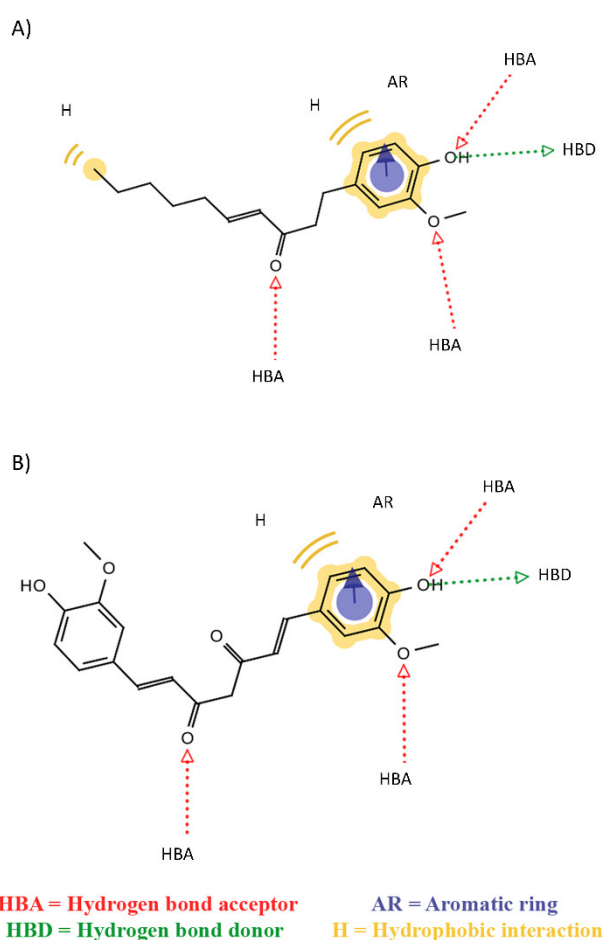 A)
HBA
AR
H
H
OH
HBD
O
O
HBA
HBA
B)
HBA
AR
H
OH
HBD
O
HO
O
O
O
HBA
HBA
HBA = Hydrogen bond acceptor
AR = Aromatic ring
HBD = Hydrogen bond donor
H = Hydrophobic interaction